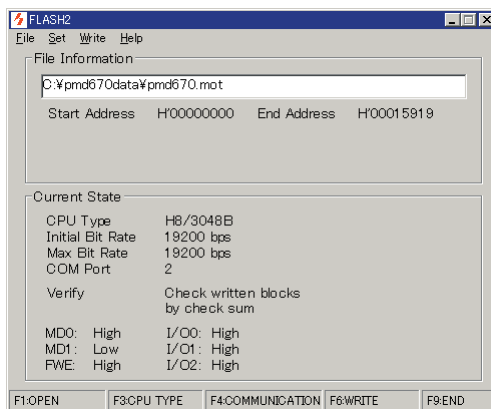 FLASH2
File Set Write Help
File Information
C:¥pmd670data¥pmd670.mot
Start Address H'00000000 End Address H'00015919
Current State
CPU Type H8/3048B
Initial Bit Rate 19200 bps
Max Bit Rate 19200 bps
COM Port 2
Verify Check written blocks
by check sum
MD0: High I/O0: High
MD1: Low I/O1: High
FWE: High I/O2: High
F1:OPEN F3:CPU TYPE F4:COMMUNICATION F6:WRITE F9:END